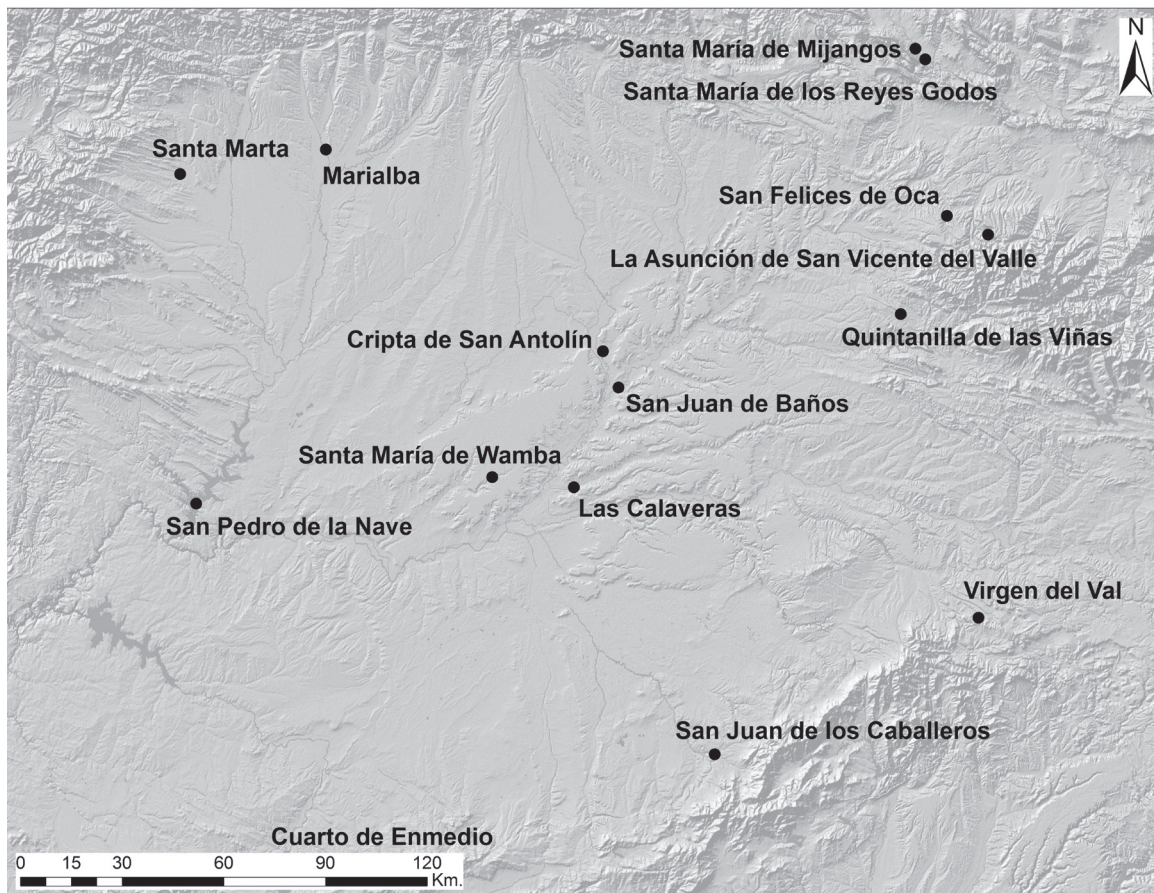 N
Santa María de Mijangos
Santa María de los Reyes Godos
Santa Marta
Marialba
San Felices de Oca
La Asunción de San Vicente del Valle
Quintanilla de las Viñas
Cripta de San Antolín
San Juan de Baños
Santa María de Wamba
Las Calaveras
San Pedro de la Nave
Virgen del Val
San Juan de los Caballeros
Cuarto de Enmedio
0 15 30 60 90 120
Km.